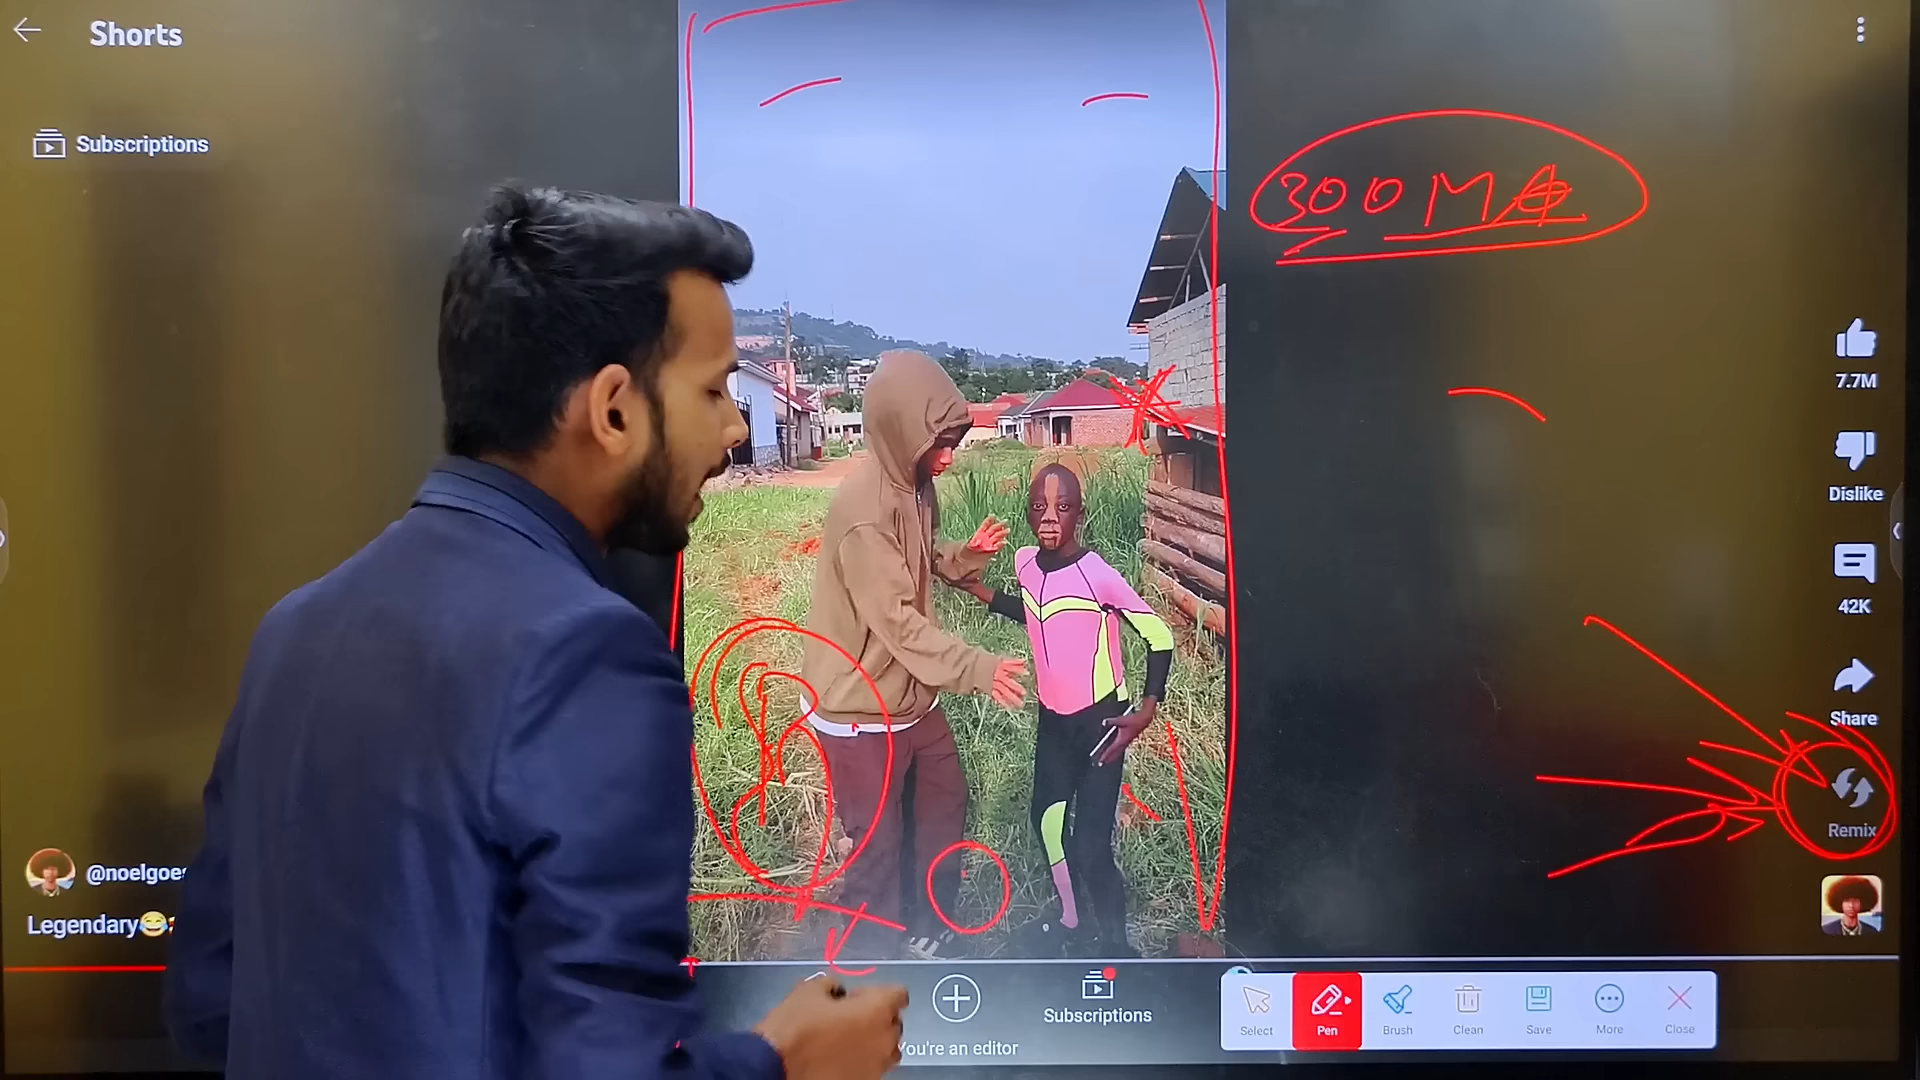 Shorts
Subscriptions
300M
7.7M
Dislike
42K
Share
Remix
@noelgoes
Legendary😂
Subscriptions
You're an editor
Select
Pen
Brush
Clean
Save
More
Close